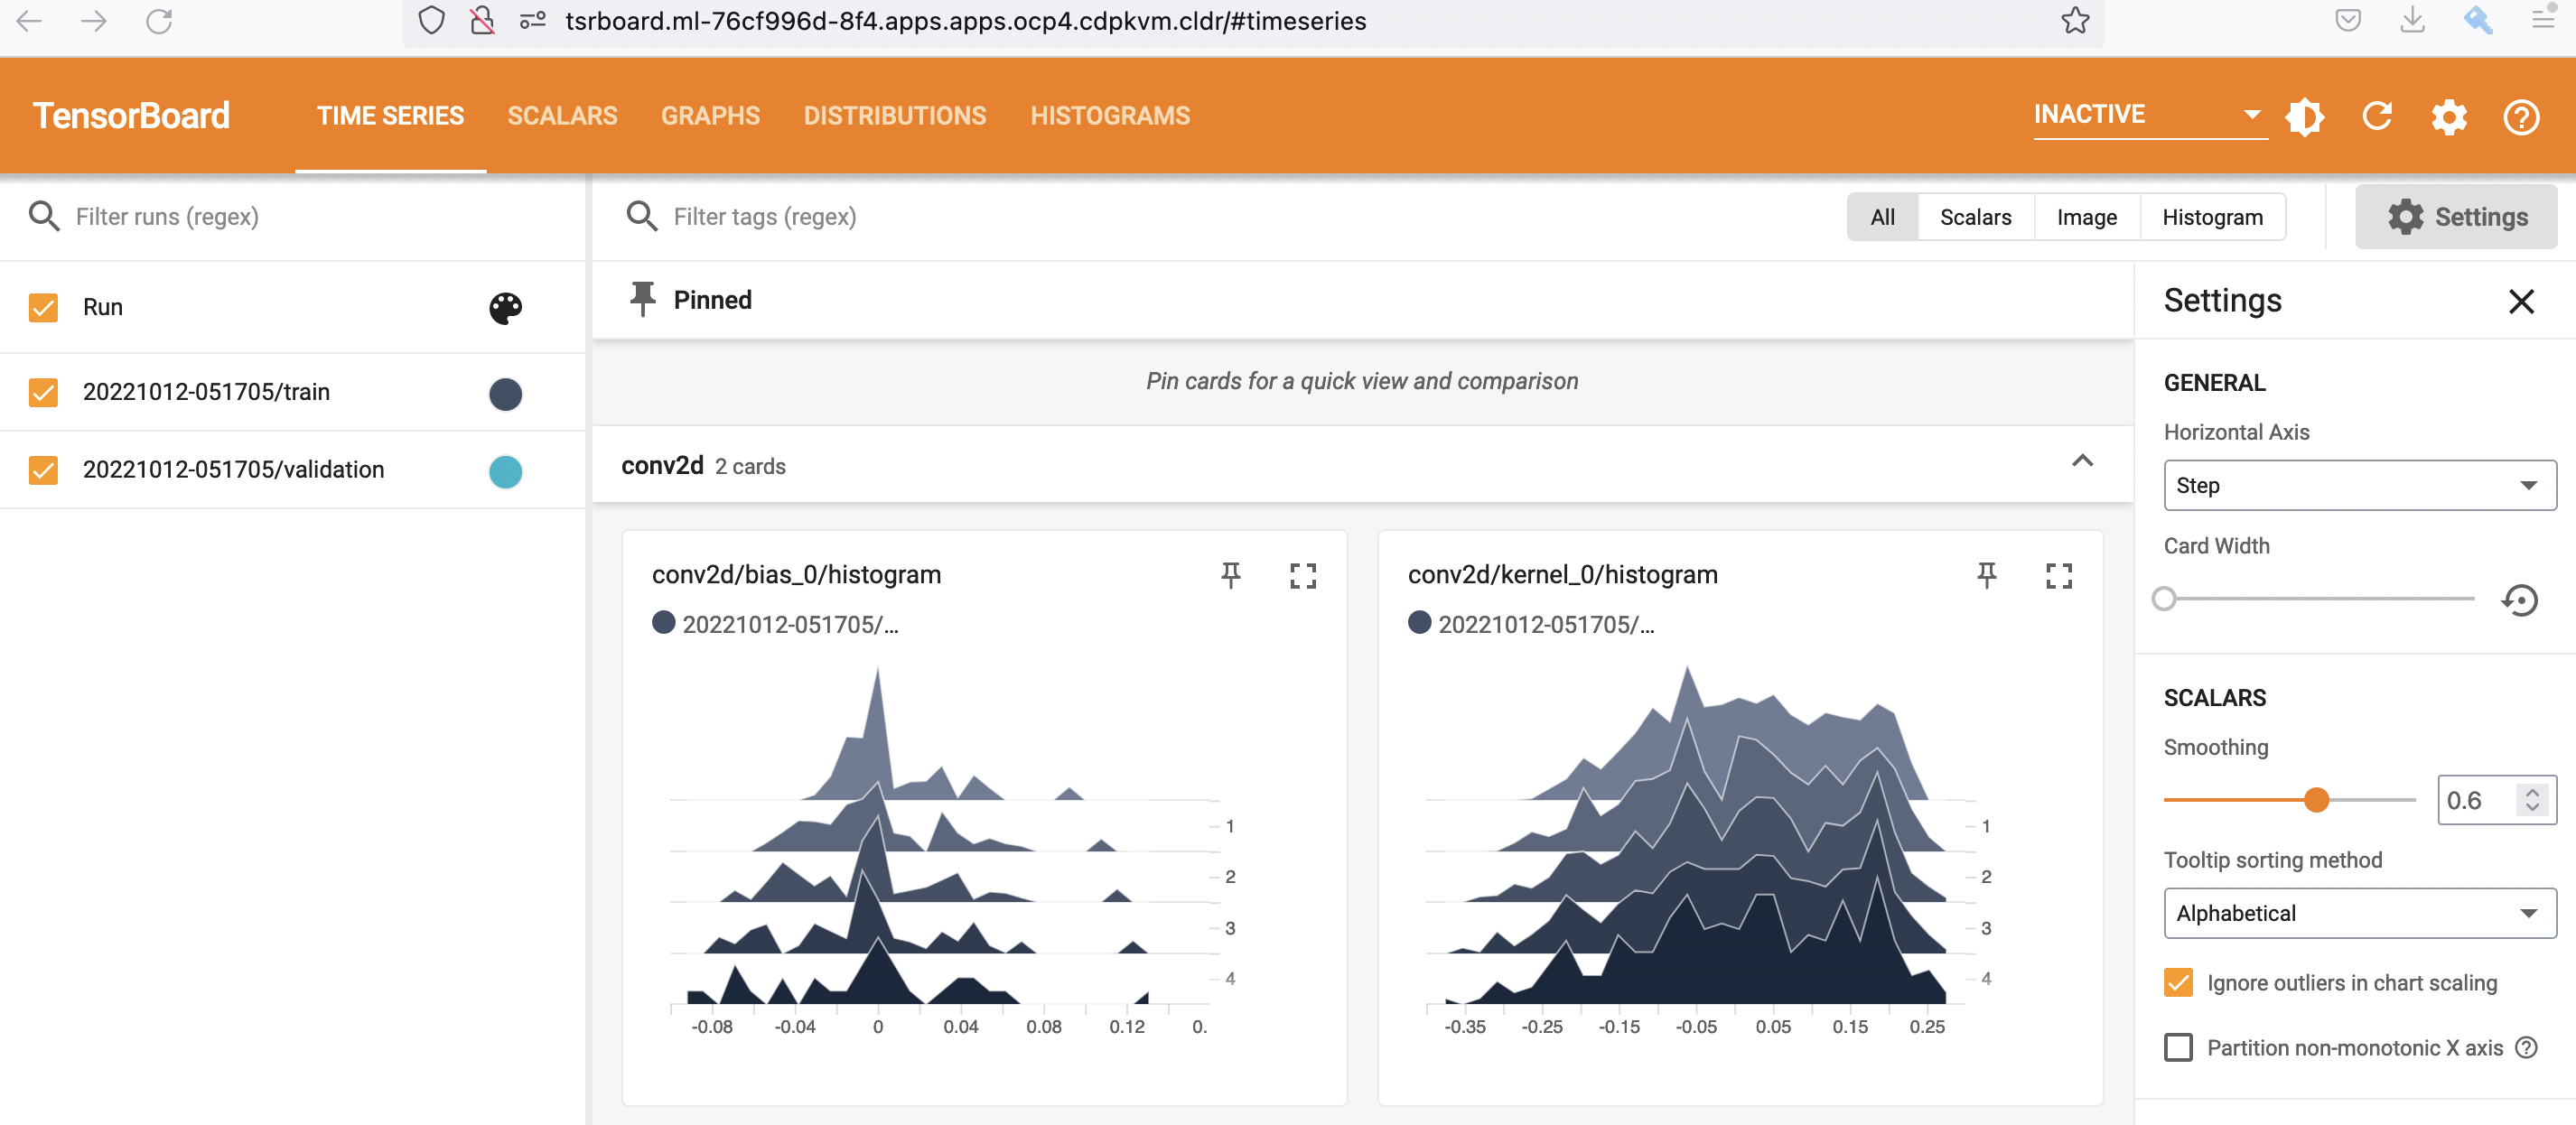 tsrboard.ml-76cf996d-8f4.apps.apps.ocp4.cdpkvm.cldr/#timeseries
TensorBoard TIME SERIES SCALARS GRAPHS DISTRIBUTIONS HISTOGRAMS INACTIVE
Filter runs (regex)
Filter tags (regex)
All Scalars Image Histogram Settings
Run
20221012-051705/train
20221012-051705/validation
Pinned
Pin cards for a quick view and comparison
conv2d 2 cards
conv2d/bias_0/histogram
20221012-051705/...
1
2
3
4
-0.08 -0.04 0 0.04 0.08 0.12 0.
conv2d/kernel_0/histogram
20221012-051705/...
1
2
3
4
-0.35 -0.25 -0.15 -0.05 0.05 0.15 0.25
Settings
GENERAL
Horizontal Axis
Step
Card Width
SCALARS
Smoothing
0.6
Tooltip sorting method
Alphabetical
Ignore outliers in chart scaling
Partition non-monotonic X axis